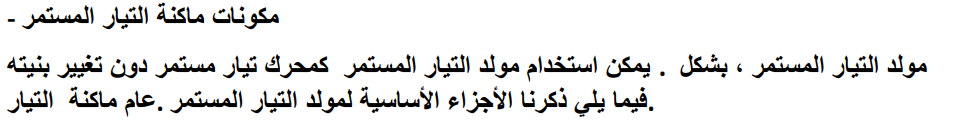 - مكونات ماكنة التيار المستمر
مولد التيار المستمر ، بشكل . يمكن استخدام مولد التيار المستمر كمحرك تيار مستمر دون تغيير بنيته
.فيما يلي ذكرنا الأجزاء الأساسية لمولد التيار المستمر .عام ماكنة التيار